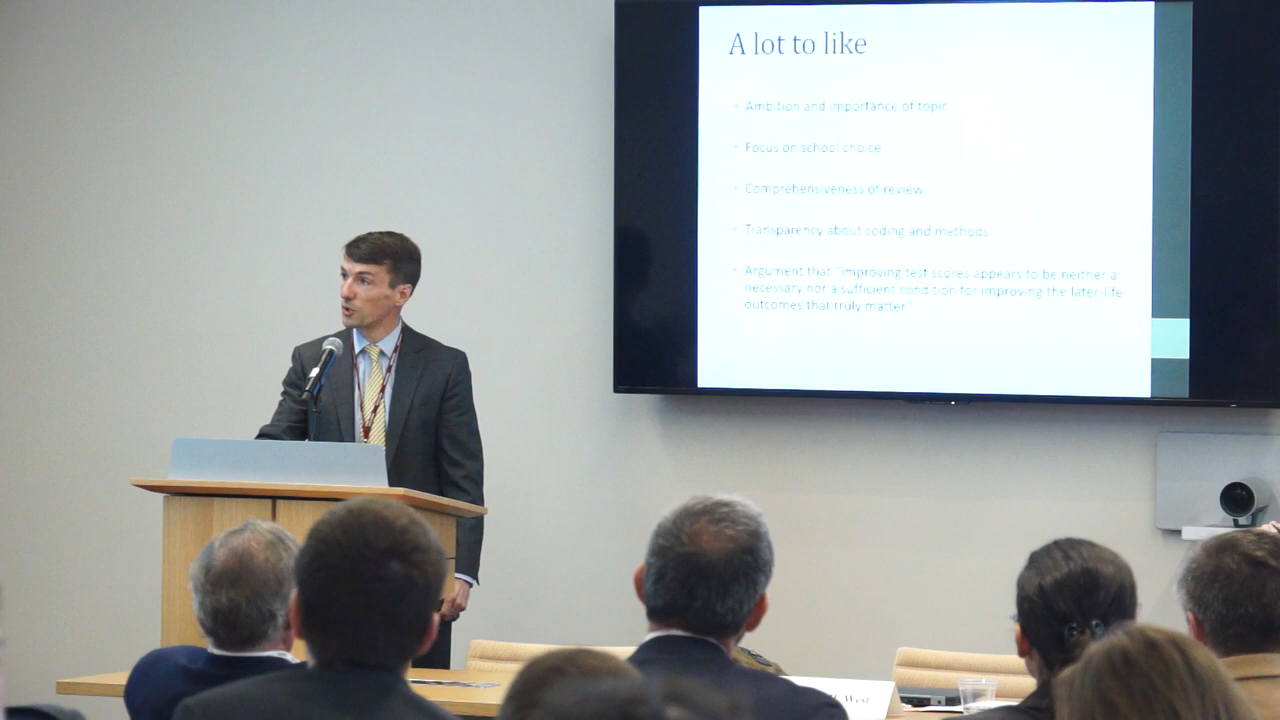 A lot to like
• Ambition and importance of topic
• Focus on school choice
• Comprehensiveness of review
• Transparency about coding and methods
• Argument that "Improving test scores appears to be neither a
necessary nor a sufficient condition for improving the later-life
outcomes that truly matter"
West